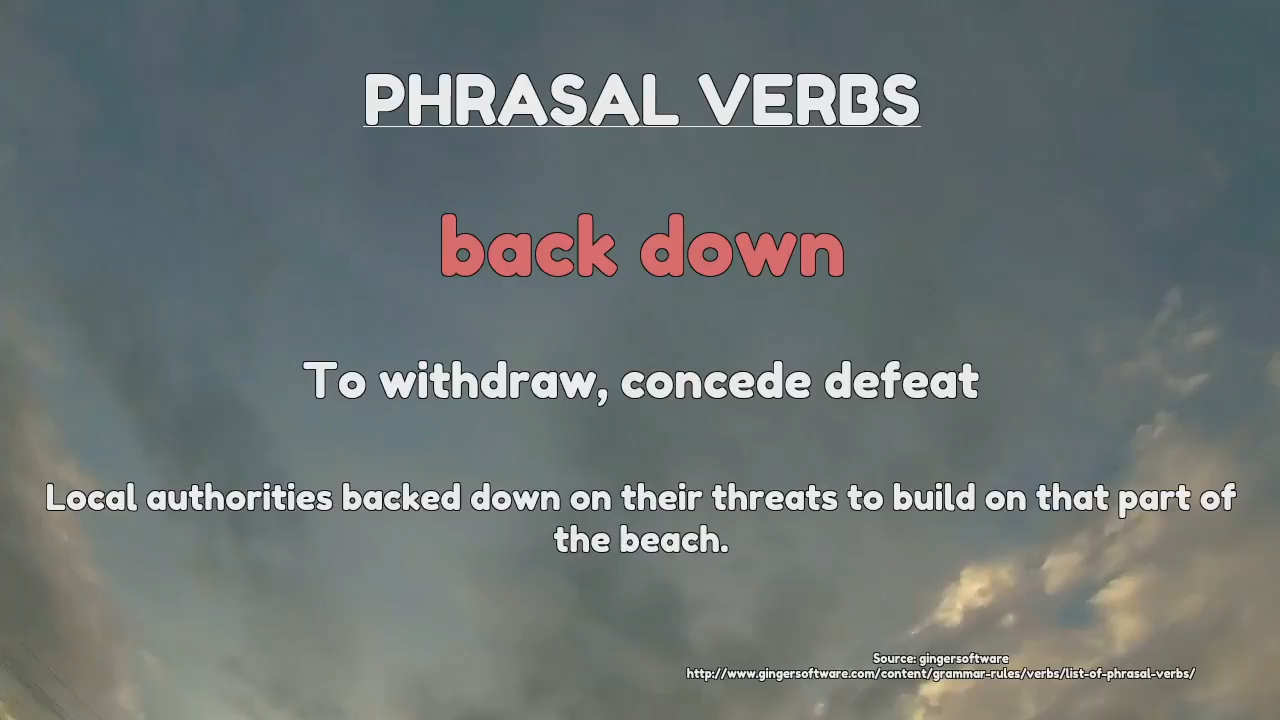 PHRASAL VERBS
back down
To withdraw, concede defeat
Local authorities backed down on their threats to build on that part of
the beach.
Source: gingersoftware
http://www.gingersoftware.com/content/grammar-rules/verbs/list-of-phrasal-verbs/